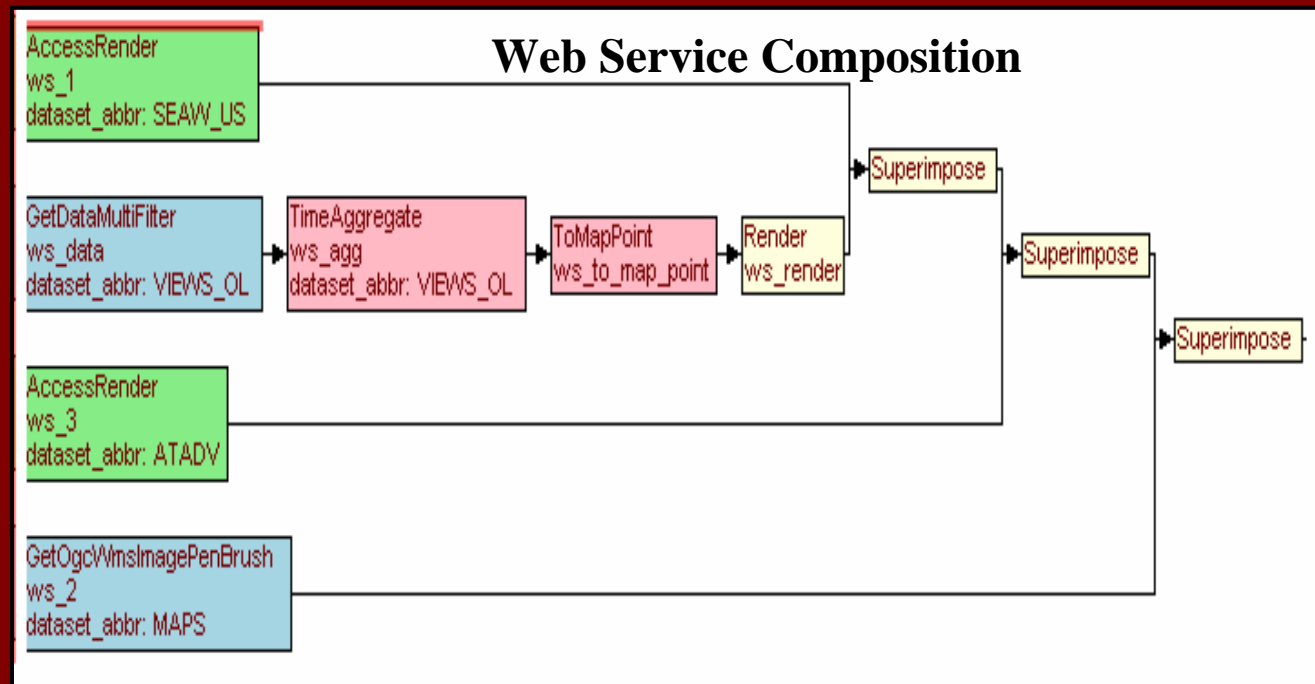 Web Service Composition
AccessRender
ws_1
dataset_abbr: SEAW_US
Superimpose
GetDataMultiFilter
ws_data
dataset_abbr: VIEWS_OL
TimeAggregate
ws_agg
dataset_abbr: VIEWS_OL
ToMapPoint
ws_to_map_point
Render
ws_render
Superimpose
Superimpose
AccessRender
ws_3
dataset_abbr: ATADV
GetOgcWmsImagePenBrush
ws_2
dataset_abbr: MAPS